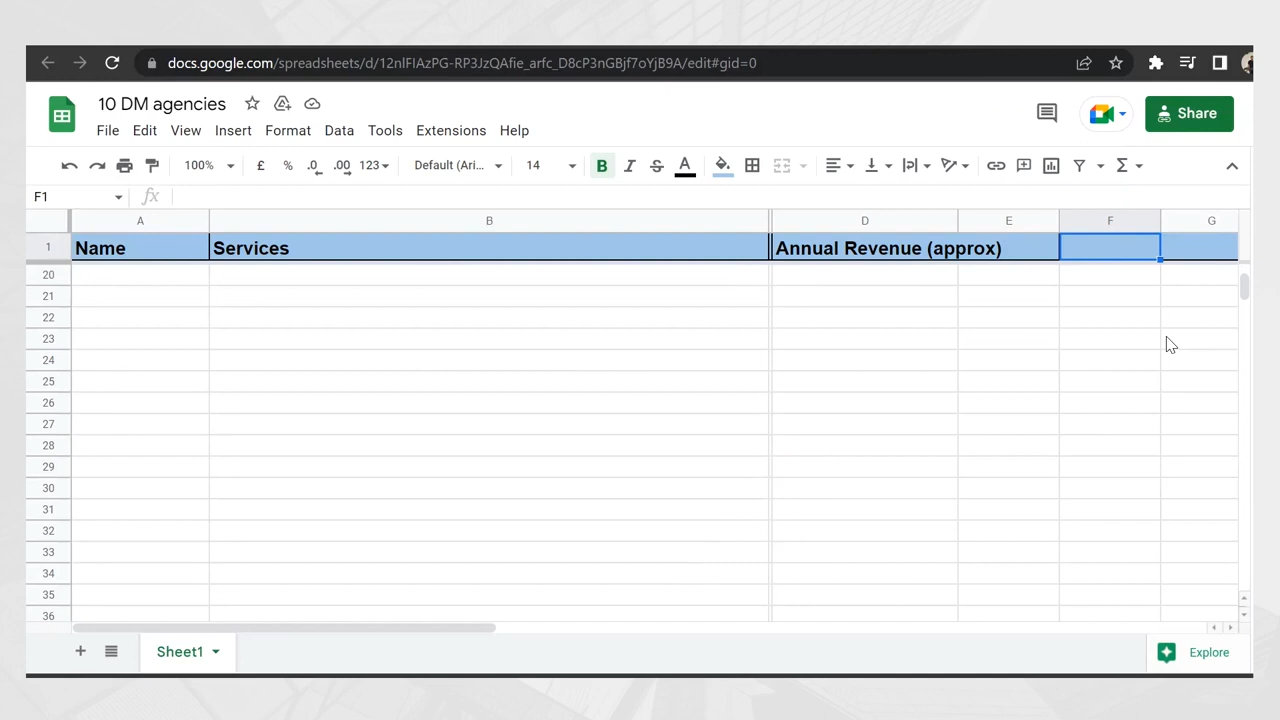 docs.google.com/spreadsheets/d/12nlFIAzPG-RP3JzQAfie_arfc_D8cP3nGBjf7oYjB9A/edit#gid=0
10 DM agencies
Share
File Edit View Insert Format Data Tools Extensions Help
100% £ % .0 .00 123 Default (Ari... 14 B I S A Σ
F1 fx
A B D E F G
1 Name Services Annual Revenue (approx)
20
21
22
23
24
25
26
27
28
29
30
31
32
33
34
35
36
+ Sheet1 Explore